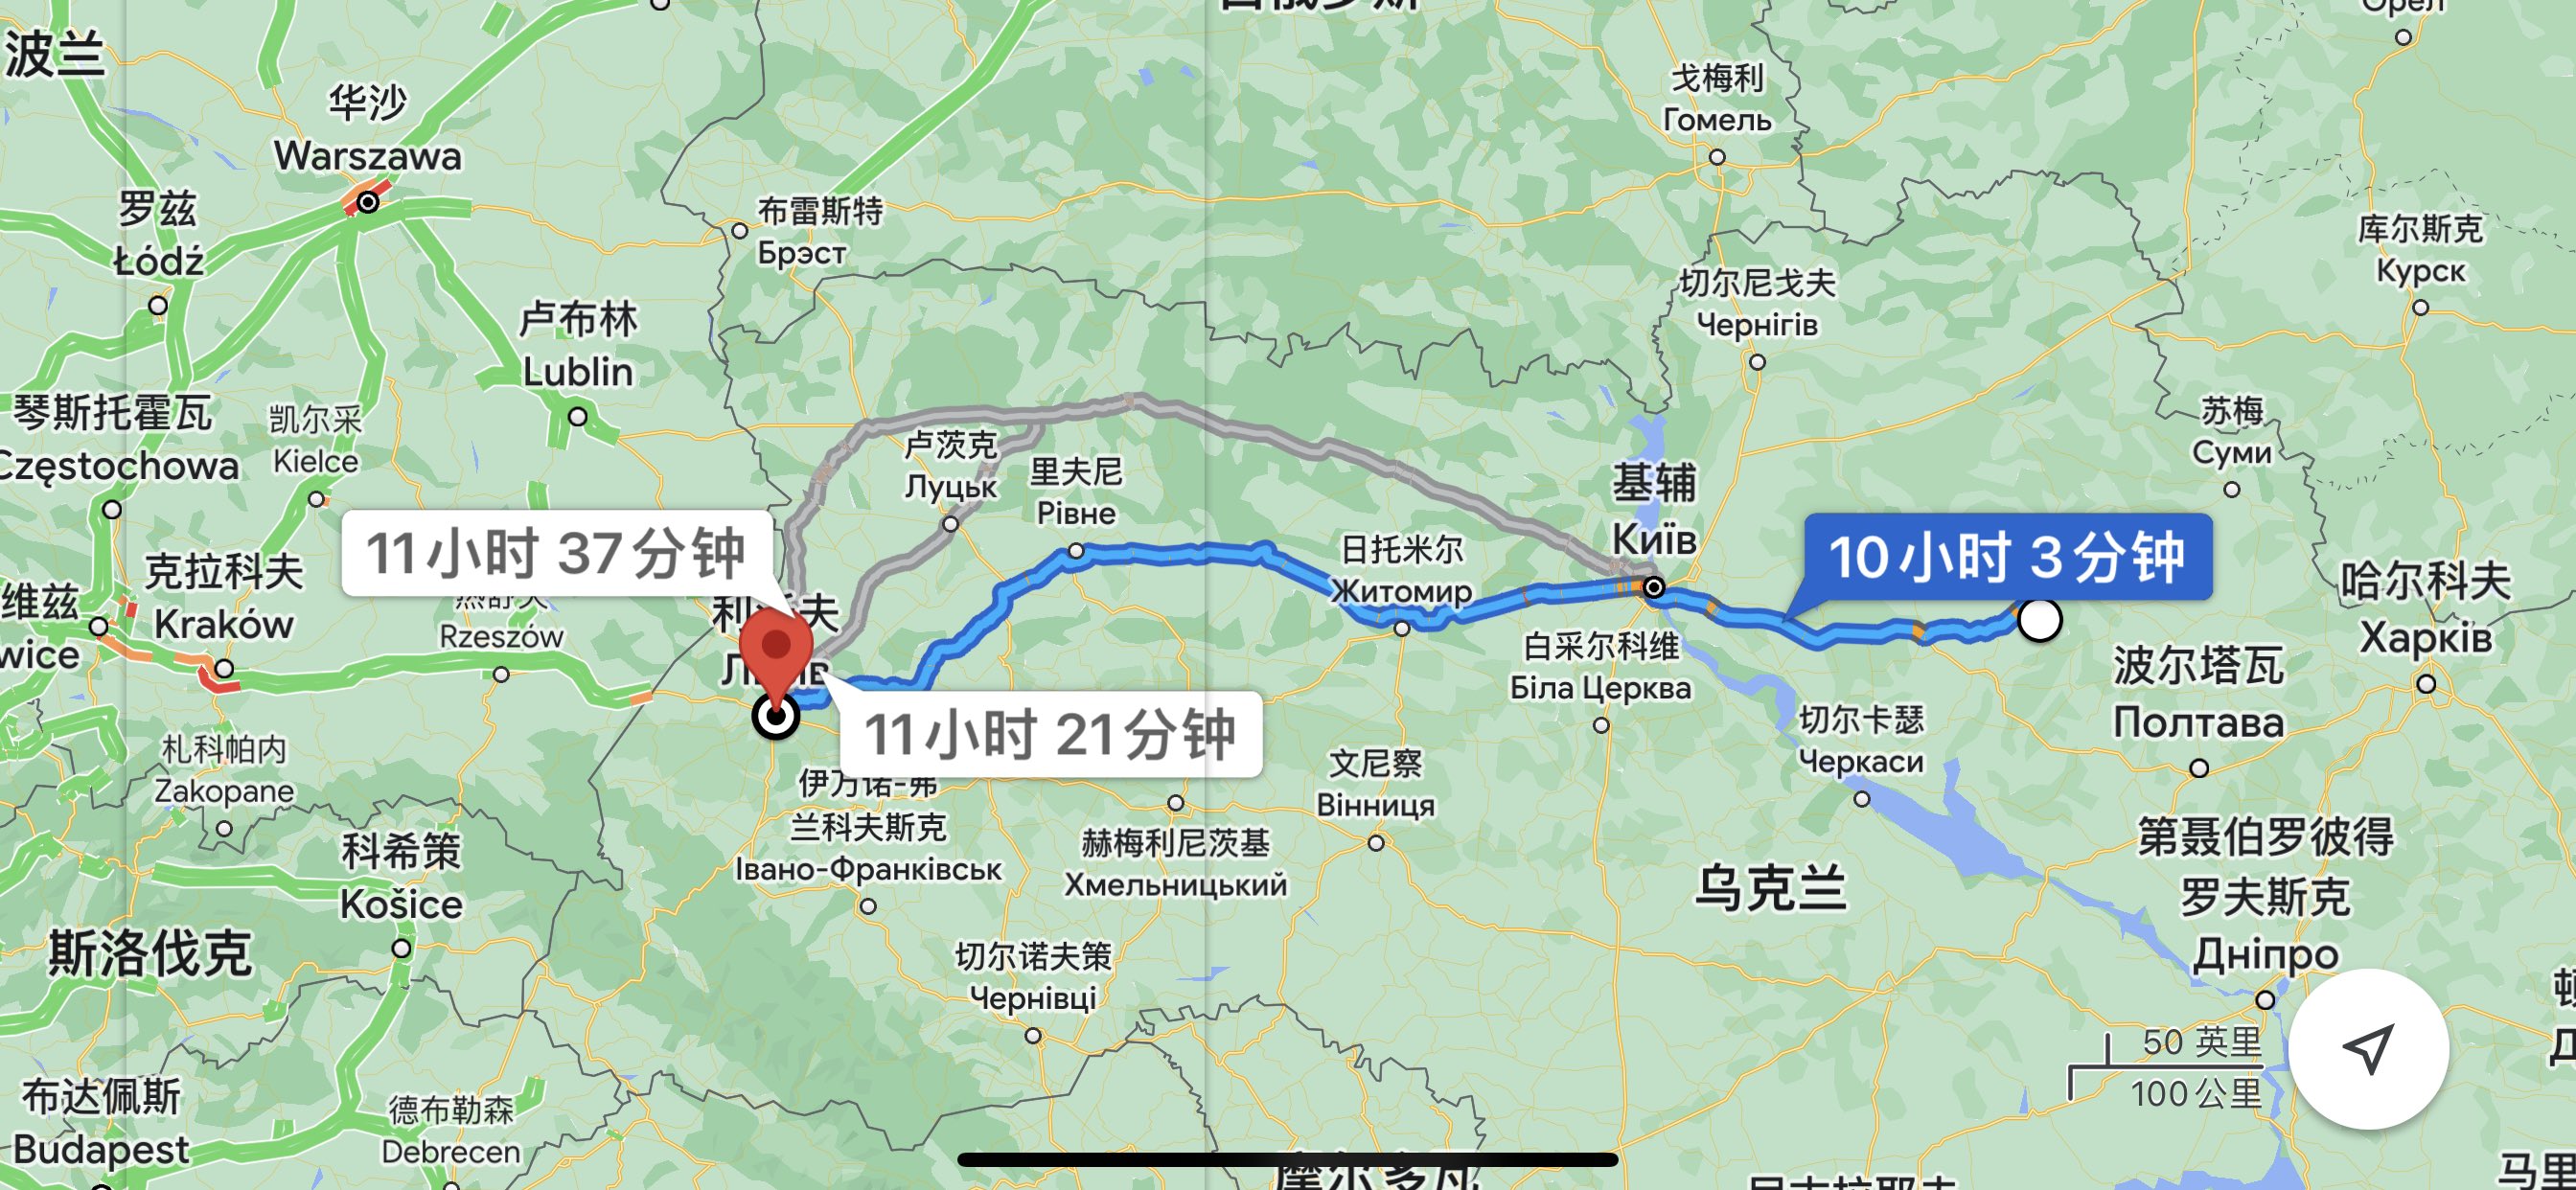 波兰
华沙
Warszawa
罗兹
Łódź
布雷斯特
Брэст
戈梅利
Гомель
库尔斯克
Курск
切尔尼戈夫
Чернігів
卢布林
Lublin
琴斯托霍瓦
Częstochowa
凯尔采
Kielce
卢茨克
Луцьк
里夫尼
Рівне
苏梅
Суми
基辅
Київ
11小时 37分钟
10小时 3分钟
日托米尔
Житомир
克拉科夫
Kraków
维兹
wice
Rzeszów
哈尔科夫
Харків
白采尔科维
Біла Церква
波尔塔瓦
Полтава
11小时 21分钟
切尔卡瑟
Черкаси
札科帕内
Zakopane
文尼察
Вінниця
兰科夫斯克
Івано-Франківськ
赫梅利尼茨基
Хмельницький
科希策
Košice
乌克兰
第聂伯罗彼得
罗夫斯克
Дніпро
斯洛伐克
切尔诺夫策
Чернівці
50 英里
100 公里
布达佩斯
Budapest
德布勒森
Debrecen